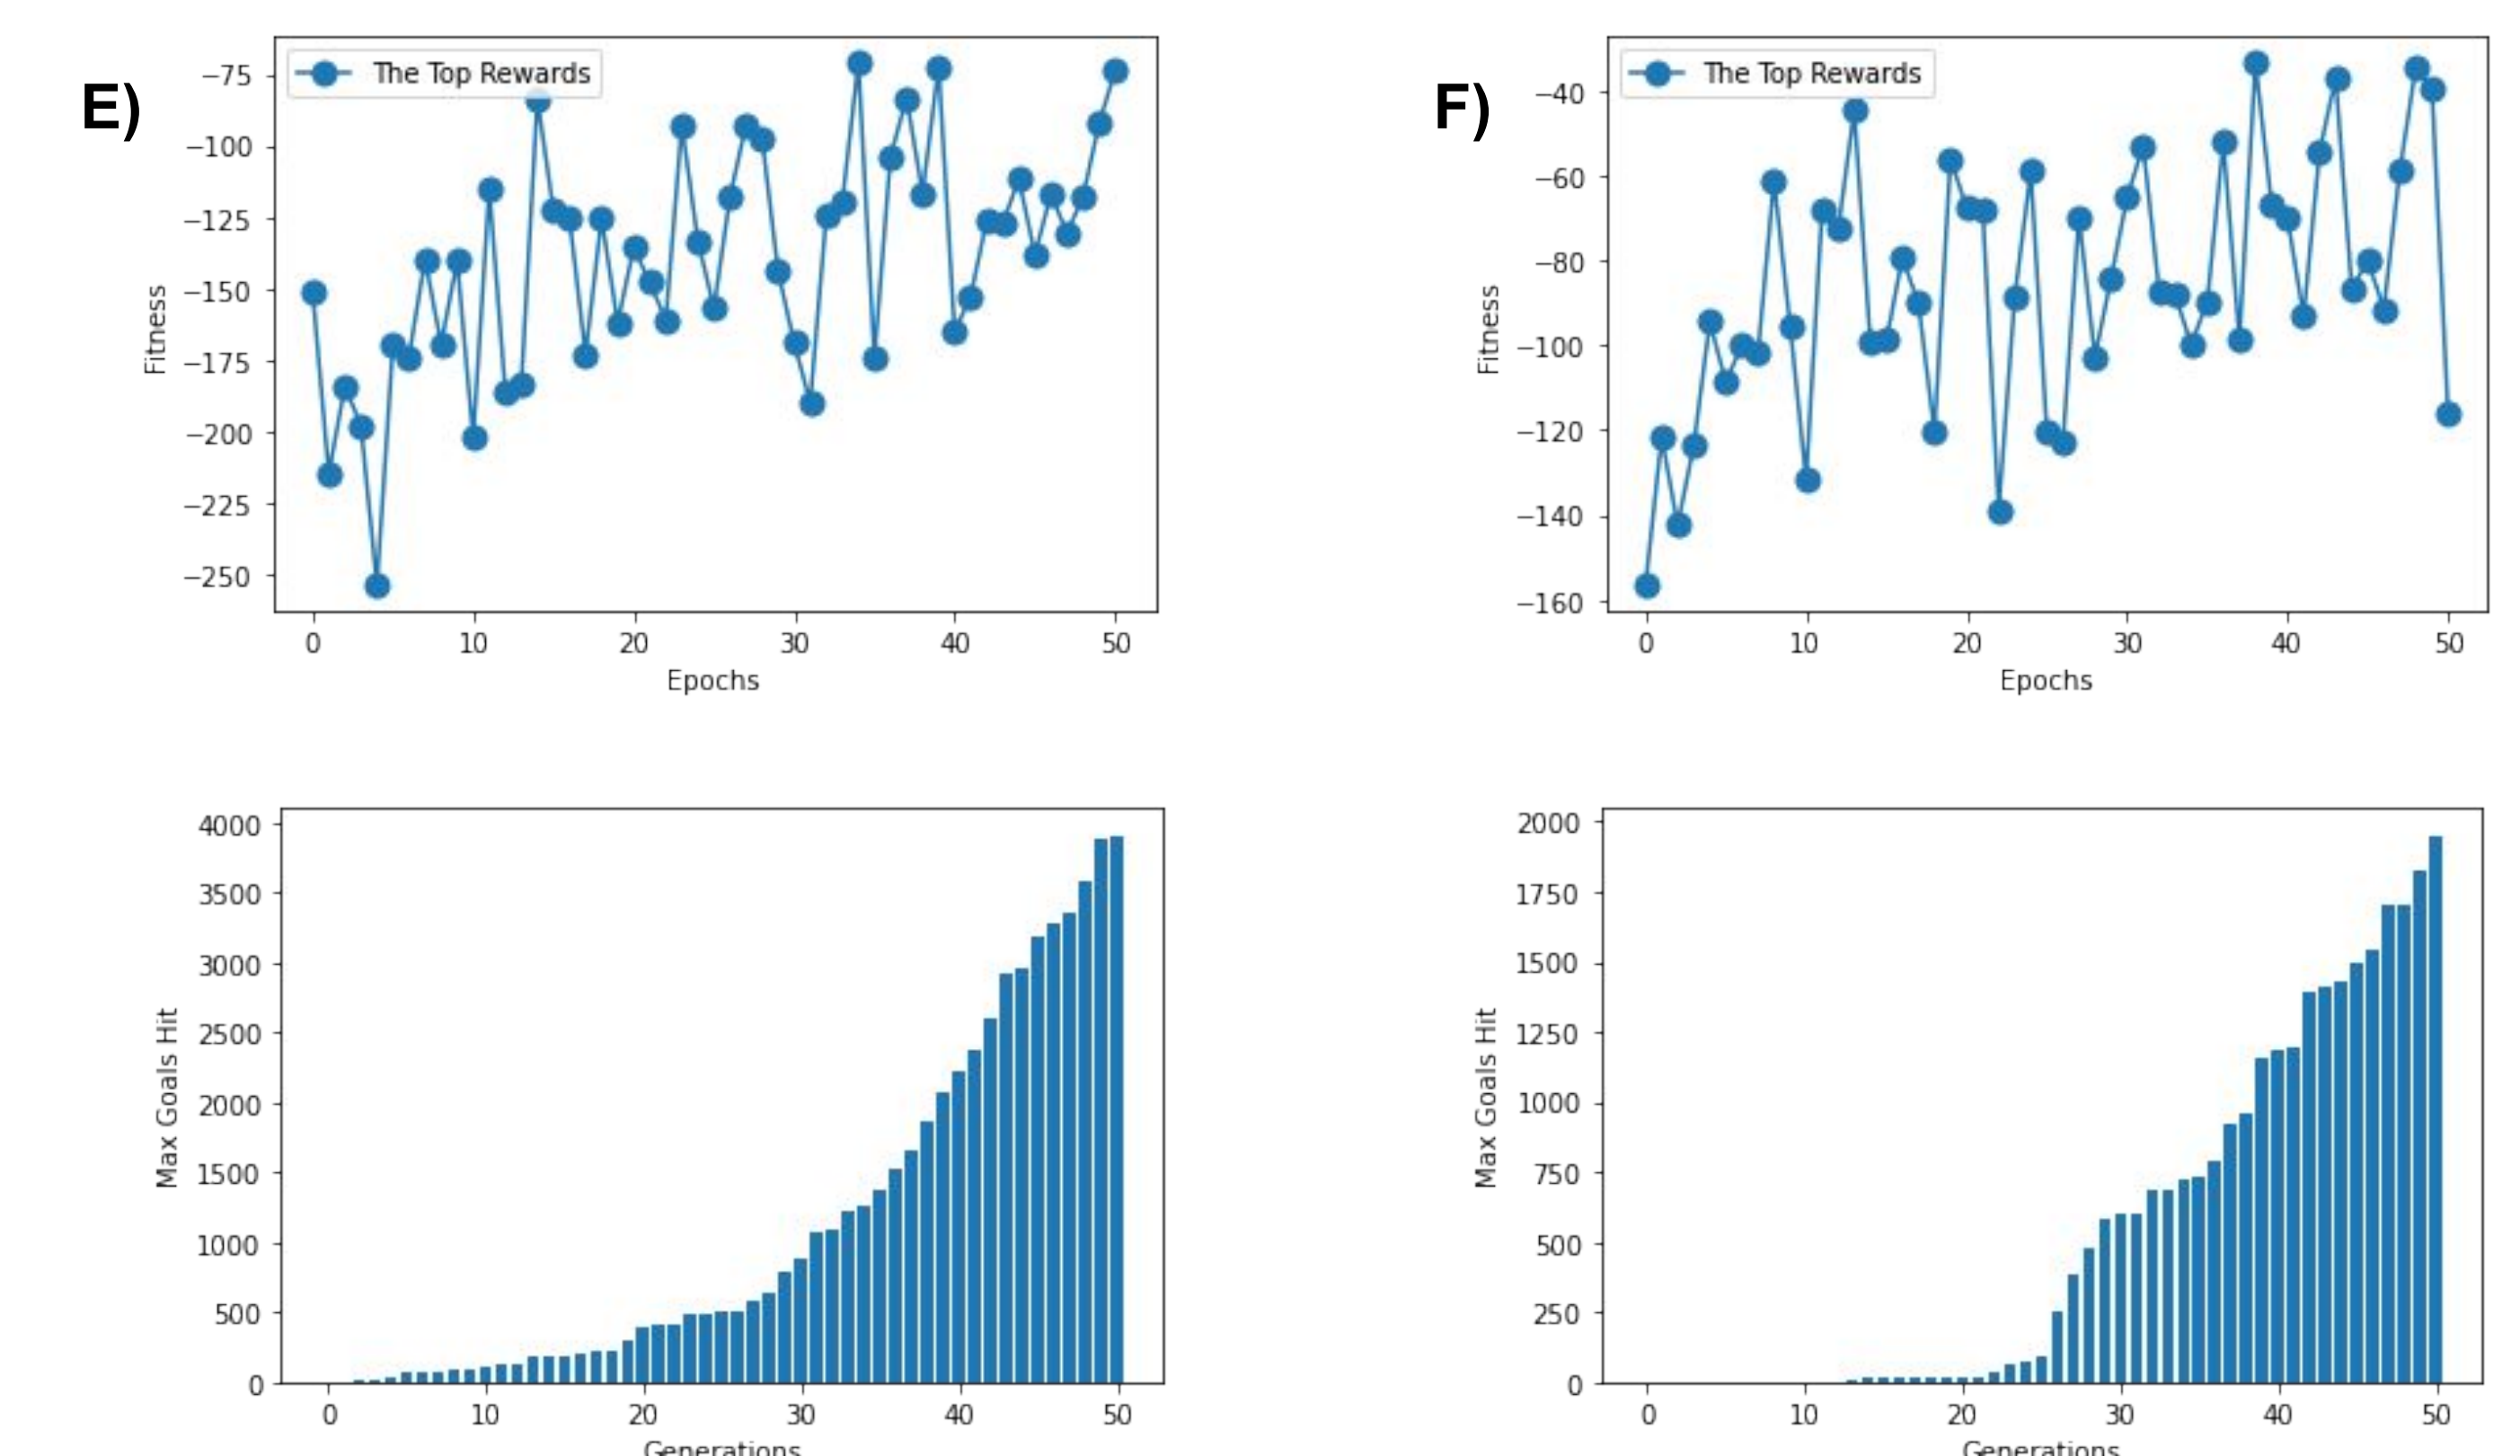 E)
The Top Rewards
−75
−100
−125
−150
−175
−200
−225
−250
Fitness
0 10 20 30 40 50
Epochs
F)
The Top Rewards
−40
−60
−80
−100
−120
−140
−160
Fitness
0 10 20 30 40 50
Epochs
4000
3500
3000
2500
2000
1500
1000
500
0
Max Goals Hit
0 10 20 30 40 50
Generations
2000
1750
1500
1250
1000
750
500
250
0
Max Goals Hit
0 10 20 30 40 50
Generations